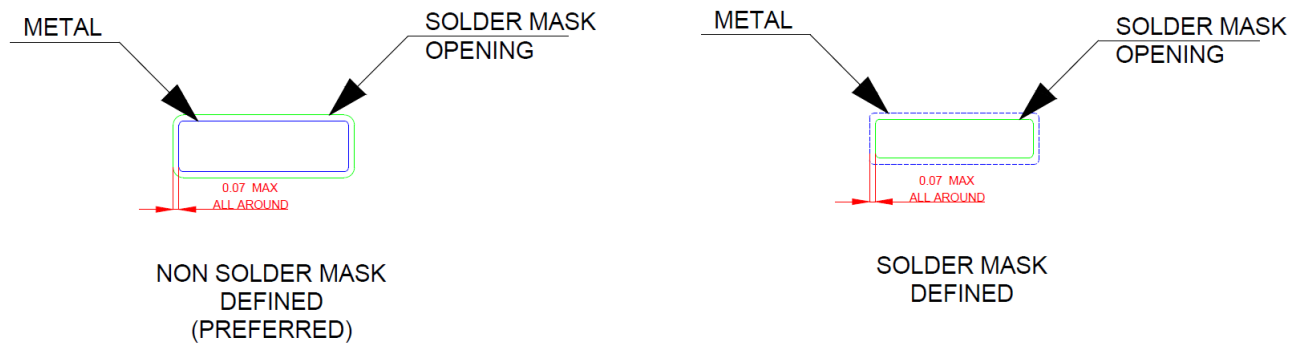 METAL
SOLDER MASK
OPENING
0.07 MAX
ALL AROUND
NON SOLDER MASK
DEFINED
(PREFERRED)
METAL
SOLDER MASK
OPENING
0.07 MAX
ALL AROUND
SOLDER MASK
DEFINED